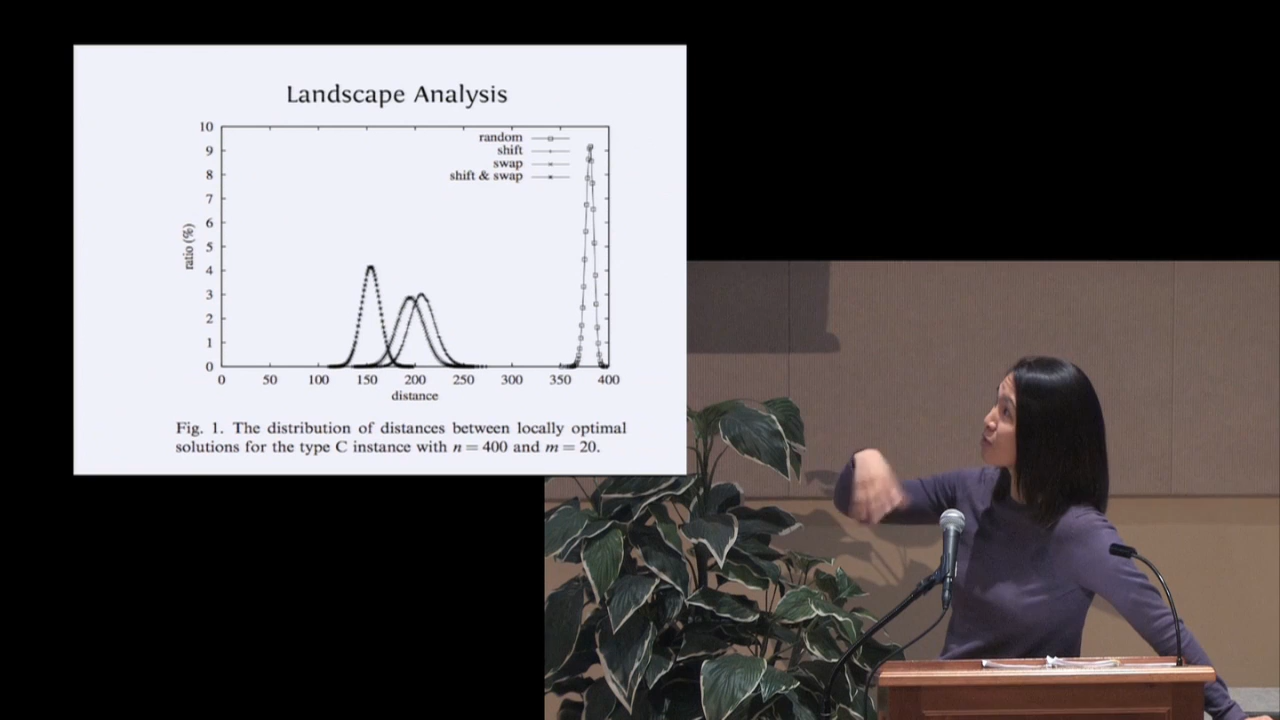 Landscape Analysis
10
9
8
7
6
5
4
3
2
1
0
ratio (%)
random
shift
swap
shift & swap
0 50 100 150 200 250 300 350 400
distance
Fig. 1. The distribution of distances between locally optimal
solutions for the type C instance with n = 400 and m = 20.